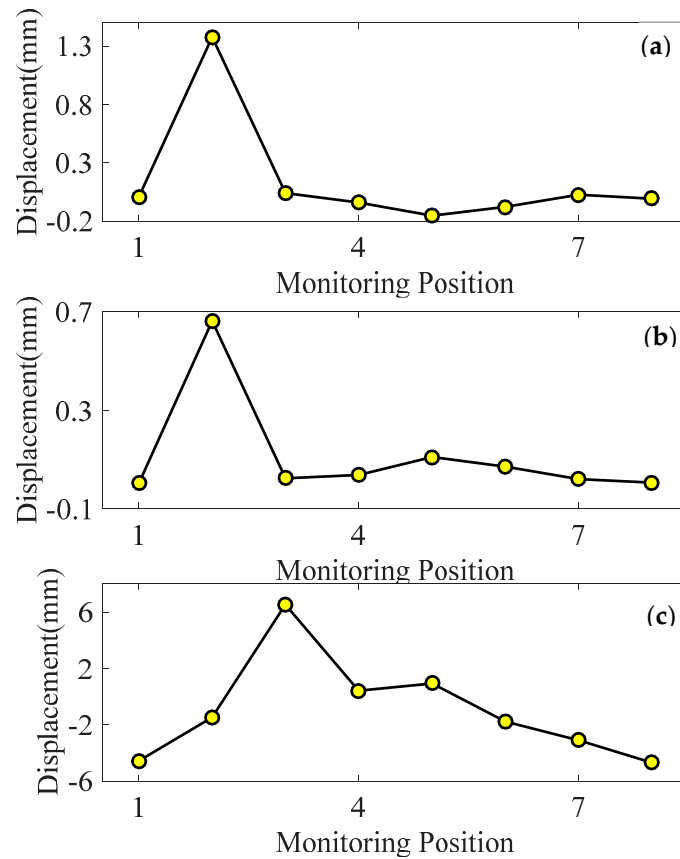 (a)
Displacement(mm)
1.3
0.8
0.3
-0.2
1 4 7
Monitoring Position
(b)
Displacement(mm)
0.7
0.3
-0.1
1 4 7
Monitoring Position
(c)
Displacement(mm)
6
2
-2
-6
1 4 7
Monitoring Position